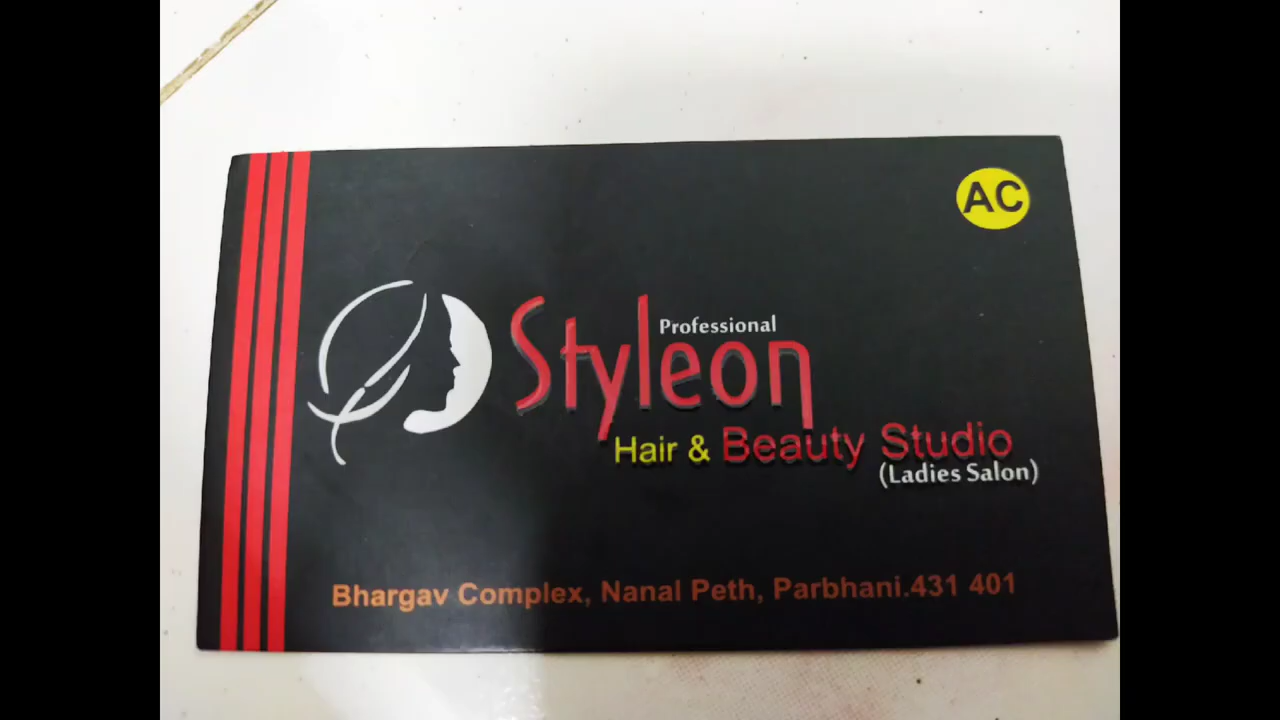 AC
Professional
Styleon
Hair & Beauty Studio
(Ladies Salon)
Bhargav Complex, Nanal Peth, Parbhani.431 401